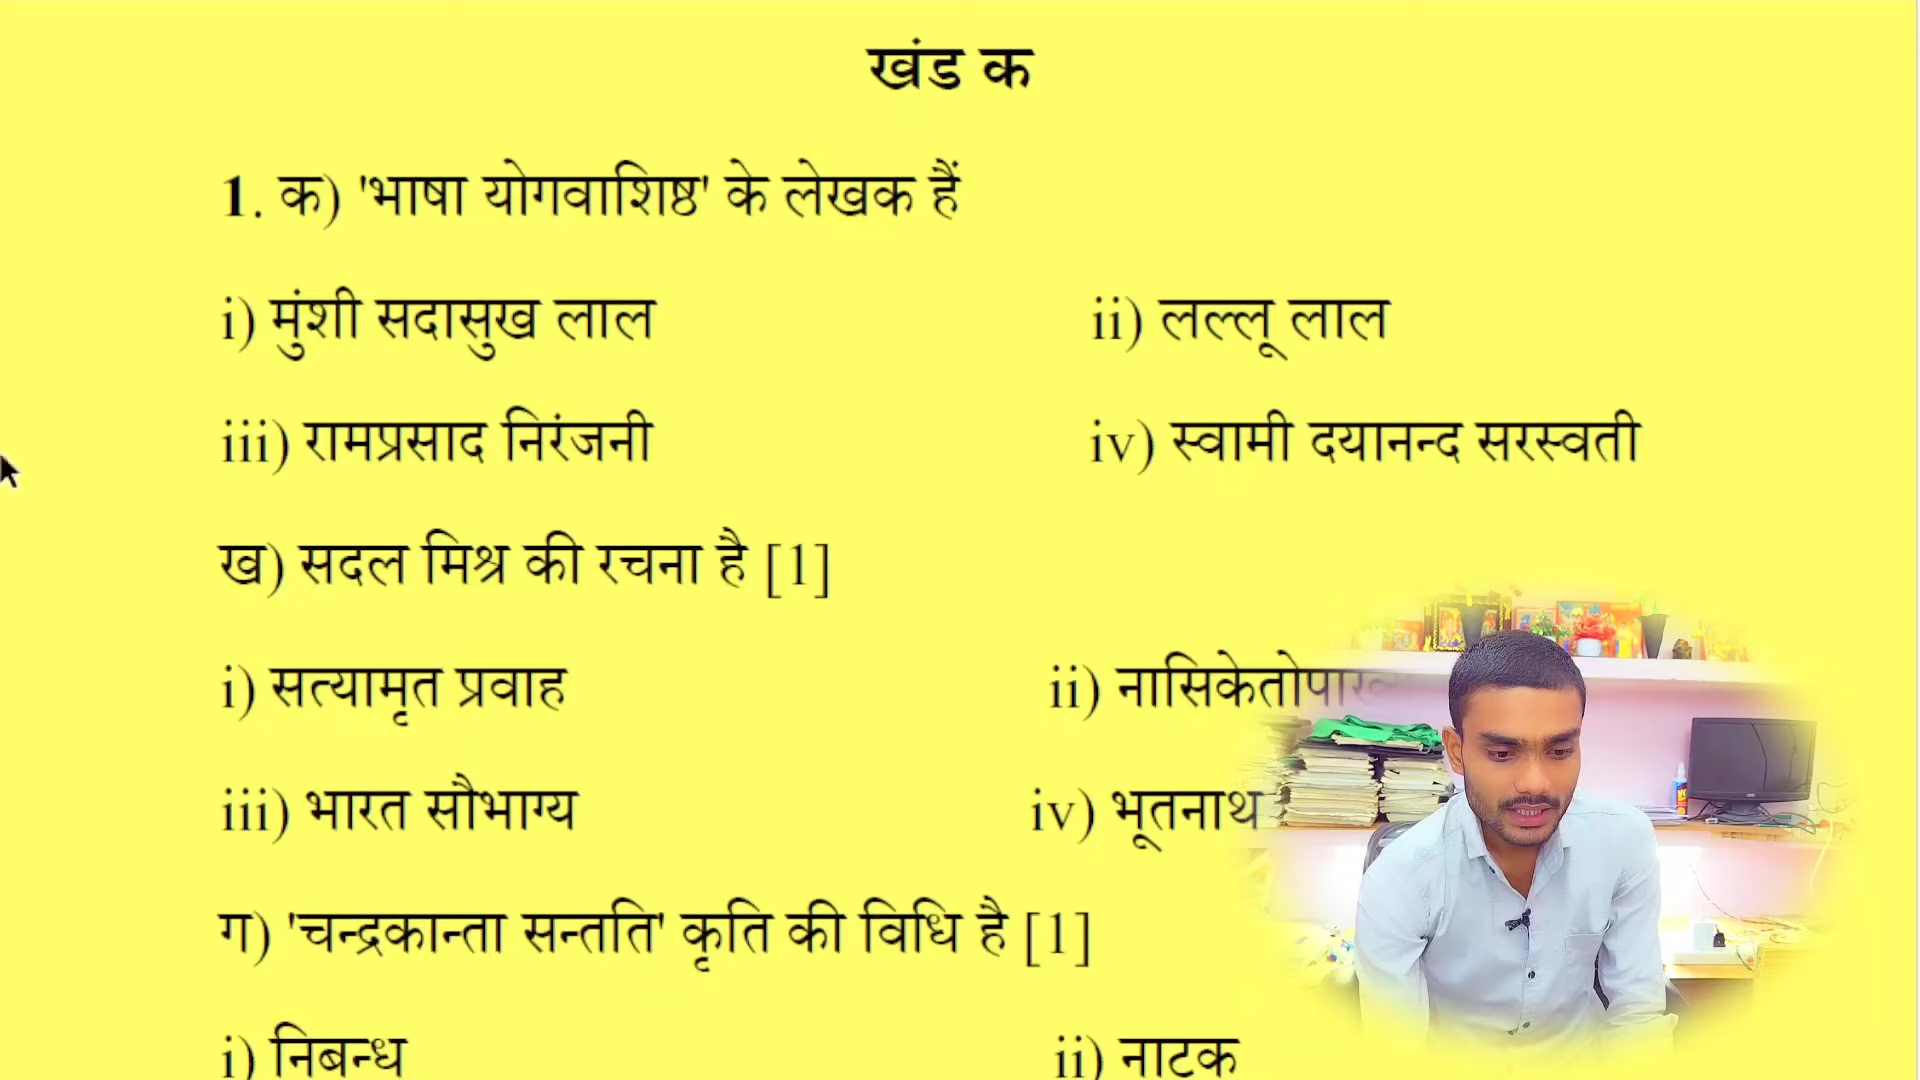 खंड क
1. क) 'भाषा योगवाशिष्ठ' के लेखक हैं
i) मुंशी सदासुख लाल ii) लल्लू लाल
iii) रामप्रसाद निरंजनी iv) स्वामी दयानन्द सरस्वती
ख) सदल मिश्र की रचना है [1]
i) सत्यामृत प्रवाह ii)
iii) भारत सौभाग्य iv) भूतनाथ
ग) 'चन्द्रकान्ता सन्तति' कृति की विधि है [1]
i) निबन्ध ii) नाटक